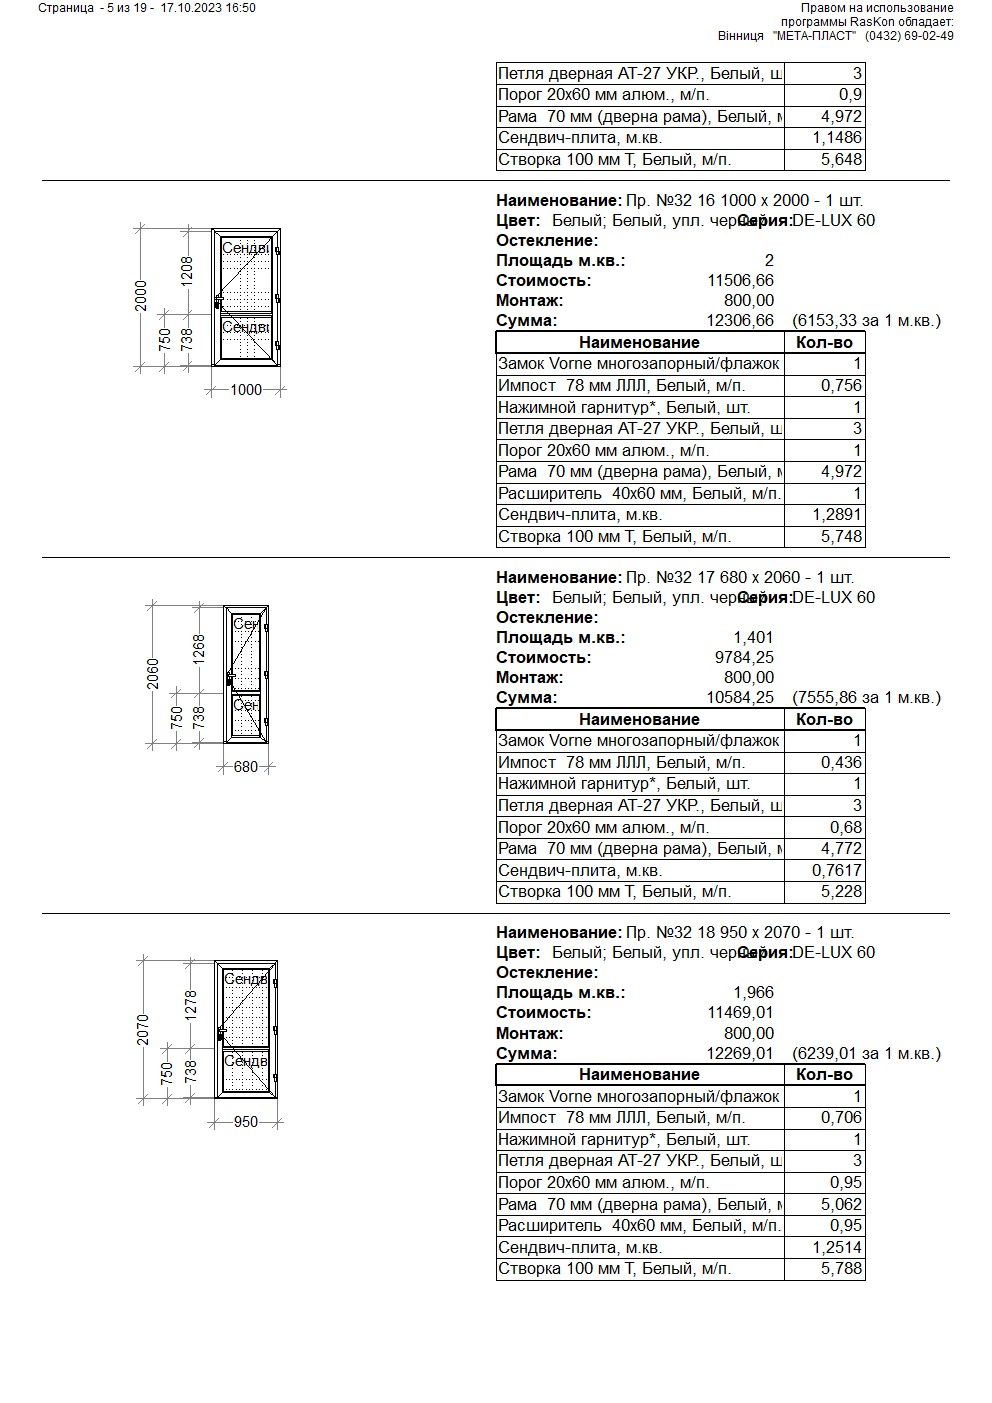 Страница - 5 из 19 - 17.10.2023 16:50
Правом на использование
программы RasKon обладает:
Вінниця "МЕТА-ПЛАСТ" (0432) 69-02-49
Петля дверная АТ-27 УКР., Белый, ш 3
Порог 20х60 мм алюм., м/п. 0,9
Рама 70 мм (дверна рама), Белый, м 4,972
Сендвич-плита, м.кв. 1,1486
Створка 100 мм Т, Белый, м/п. 5,648
Наименование: Пр. №32 16 1000 x 2000 - 1 шт.
Цвет: Белый; Белый, упл. черный Серия: DE-LUX 60
Остекление:
Площадь м.кв.: 2
Стоимость: 11506,66
Монтаж: 800,00
Сумма: 12306,66 (6153,33 за 1 м.кв.)
Наименование Кол-во
Замок Vorne многозапорный/флажок 1
Импост 78 мм ЛЛЛ, Белый, м/п. 0,756
Нажимной гарнитур*, Белый, шт. 1
Петля дверная АТ-27 УКР., Белый, ш 3
Порог 20х60 мм алюм., м/п. 1
Рама 70 мм (дверна рама), Белый, м 4,972
Расширитель 40х60 мм, Белый, м/п. 1
Сендвич-плита, м.кв. 1,2891
Створка 100 мм Т, Белый, м/п. 5,748
2000
1208
750
738
1000
Сендви
Сендви
Наименование: Пр. №32 17 680 x 2060 - 1 шт.
Цвет: Белый; Белый, упл. черный Серия: DE-LUX 60
Остекление:
Площадь м.кв.: 1,401
Стоимость: 9784,25
Монтаж: 800,00
Сумма: 10584,25 (7555,86 за 1 м.кв.)
Наименование Кол-во
Замок Vorne многозапорный/флажок 1
Импост 78 мм ЛЛЛ, Белый, м/п. 0,436
Нажимной гарнитур*, Белый, шт. 1
Петля дверная АТ-27 УКР., Белый, ш 3
Порог 20х60 мм алюм., м/п. 0,68
Рама 70 мм (дверна рама), Белый, м 4,772
Сендвич-плита, м.кв. 0,7617
Створка 100 мм Т, Белый, м/п. 5,228
2060
1268
750
738
680
Сен
Сен
Наименование: Пр. №32 18 950 x 2070 - 1 шт.
Цвет: Белый; Белый, упл. черный Серия: DE-LUX 60
Остекление:
Площадь м.кв.: 1,966
Стоимость: 11469,01
Монтаж: 800,00
Сумма: 12269,01 (6239,01 за 1 м.кв.)
Наименование Кол-во
Замок Vorne многозапорный/флажок 1
Импост 78 мм ЛЛЛ, Белый, м/п. 0,706
Нажимной гарнитур*, Белый, шт. 1
Петля дверная АТ-27 УКР., Белый, ш 3
Порог 20х60 мм алюм., м/п. 0,95
Рама 70 мм (дверна рама), Белый, м 5,062
Расширитель 40х60 мм, Белый, м/п. 0,95
Сендвич-плита, м.кв. 1,2514
Створка 100 мм Т, Белый, м/п. 5,788
2070
1278
750
738
950
Сендв
Сендв